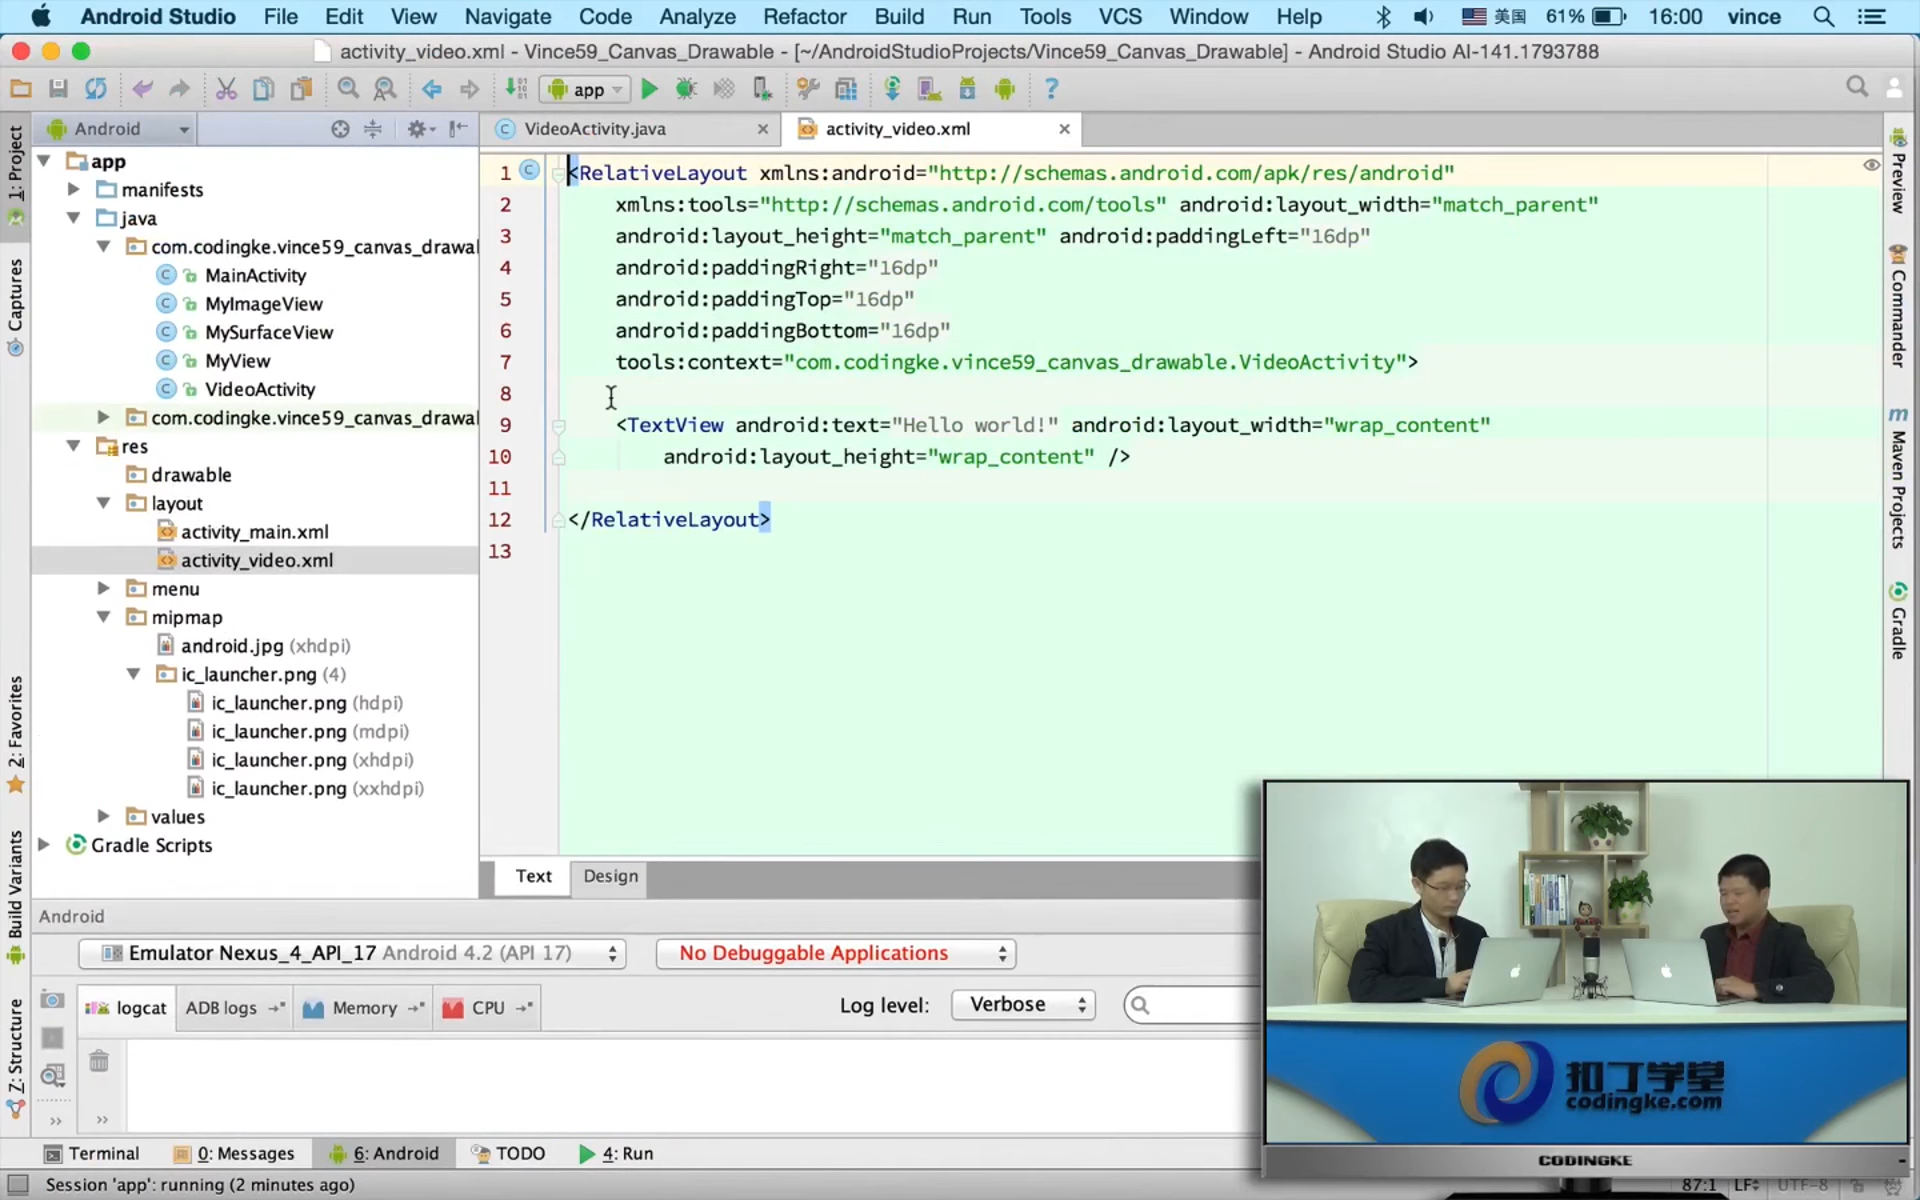 Android Studio File Edit View Navigate Code Analyze Refactor Build Run Tools VCS Window Help 美国 61% 16:00 vince
activity_video.xml - Vince59_Canvas_Drawable - [~/AndroidStudioProjects/Vince59_Canvas_Drawable] - Android Studio AI-141.1793788
app
Android
VideoActivity.java
activity_video.xml
1: Project
Captures
2: Favorites
Build Variants
Z: Structure
app
manifests
java
com.codingke.vince59_canvas_drawal
MainActivity
MyImageView
MySurfaceView
MyView
VideoActivity
com.codingke.vince59_canvas_drawal
res
drawable
layout
activity_main.xml
activity_video.xml
menu
mipmap
android.jpg (xhdpi)
ic_launcher.png (4)
ic_launcher.png (hdpi)
ic_launcher.png (mdpi)
ic_launcher.png (xhdpi)
ic_launcher.png (xxhdpi)
values
Gradle Scripts
1 <RelativeLayout xmlns:android="http://schemas.android.com/apk/res/android"
2 xmlns:tools="http://schemas.android.com/tools" android:layout_width="match_parent"
3 android:layout_height="match_parent" android:paddingLeft="16dp"
4 android:paddingRight="16dp"
5 android:paddingTop="16dp"
6 android:paddingBottom="16dp"
7 tools:context="com.codingke.vince59_canvas_drawable.VideoActivity">
8
9 <TextView android:text="Hello world!" android:layout_width="wrap_content"
10 android:layout_height="wrap_content" />
11
12 </RelativeLayout>
13
Preview
Commander
Maven Projects
Gradle
Text Design
Android
Emulator Nexus_4_API_17 Android 4.2 (API 17)
No Debuggable Applications
logcat ADB logs Memory CPU
Log level: Verbose
扣丁学堂
codingke.com
CODINGKE
Terminal 0: Messages 6: Android TODO 4: Run
Session 'app': running (2 minutes ago)
87:1 LF UTF-8